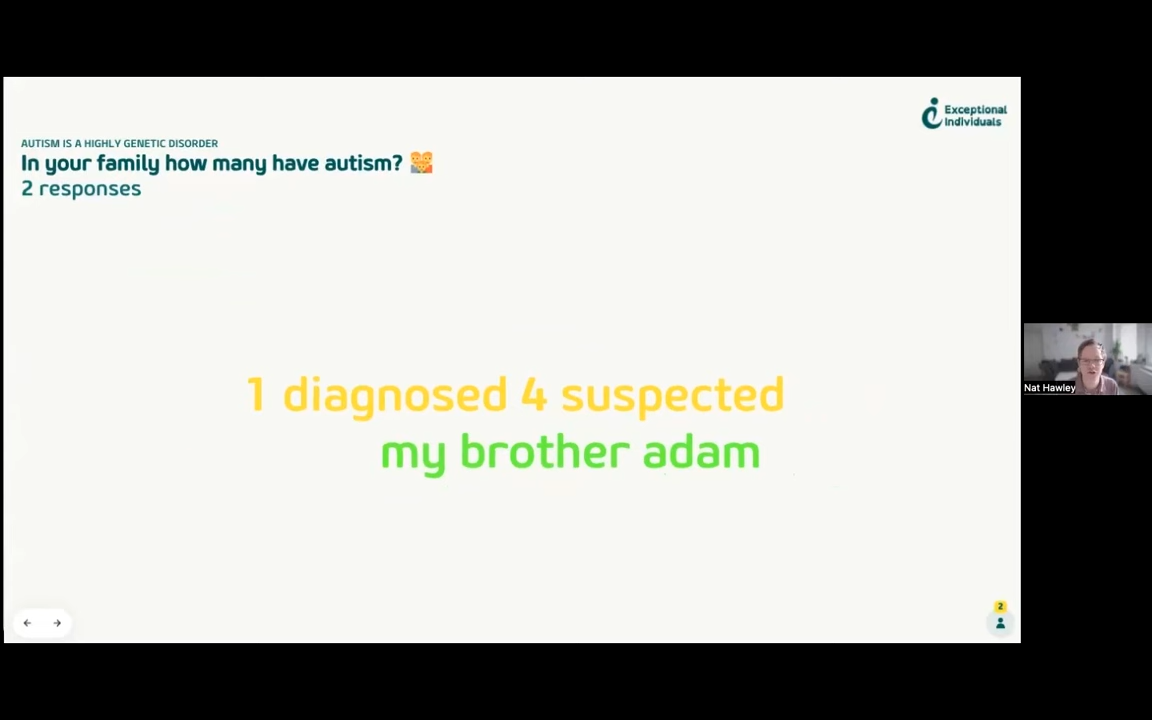 Exceptional
Individuals
AUTISM IS A HIGHLY GENETIC DISORDER
In your family how many have autism?
2 responses
1 diagnosed 4 suspected
my brother adam
Nat Hawley
2